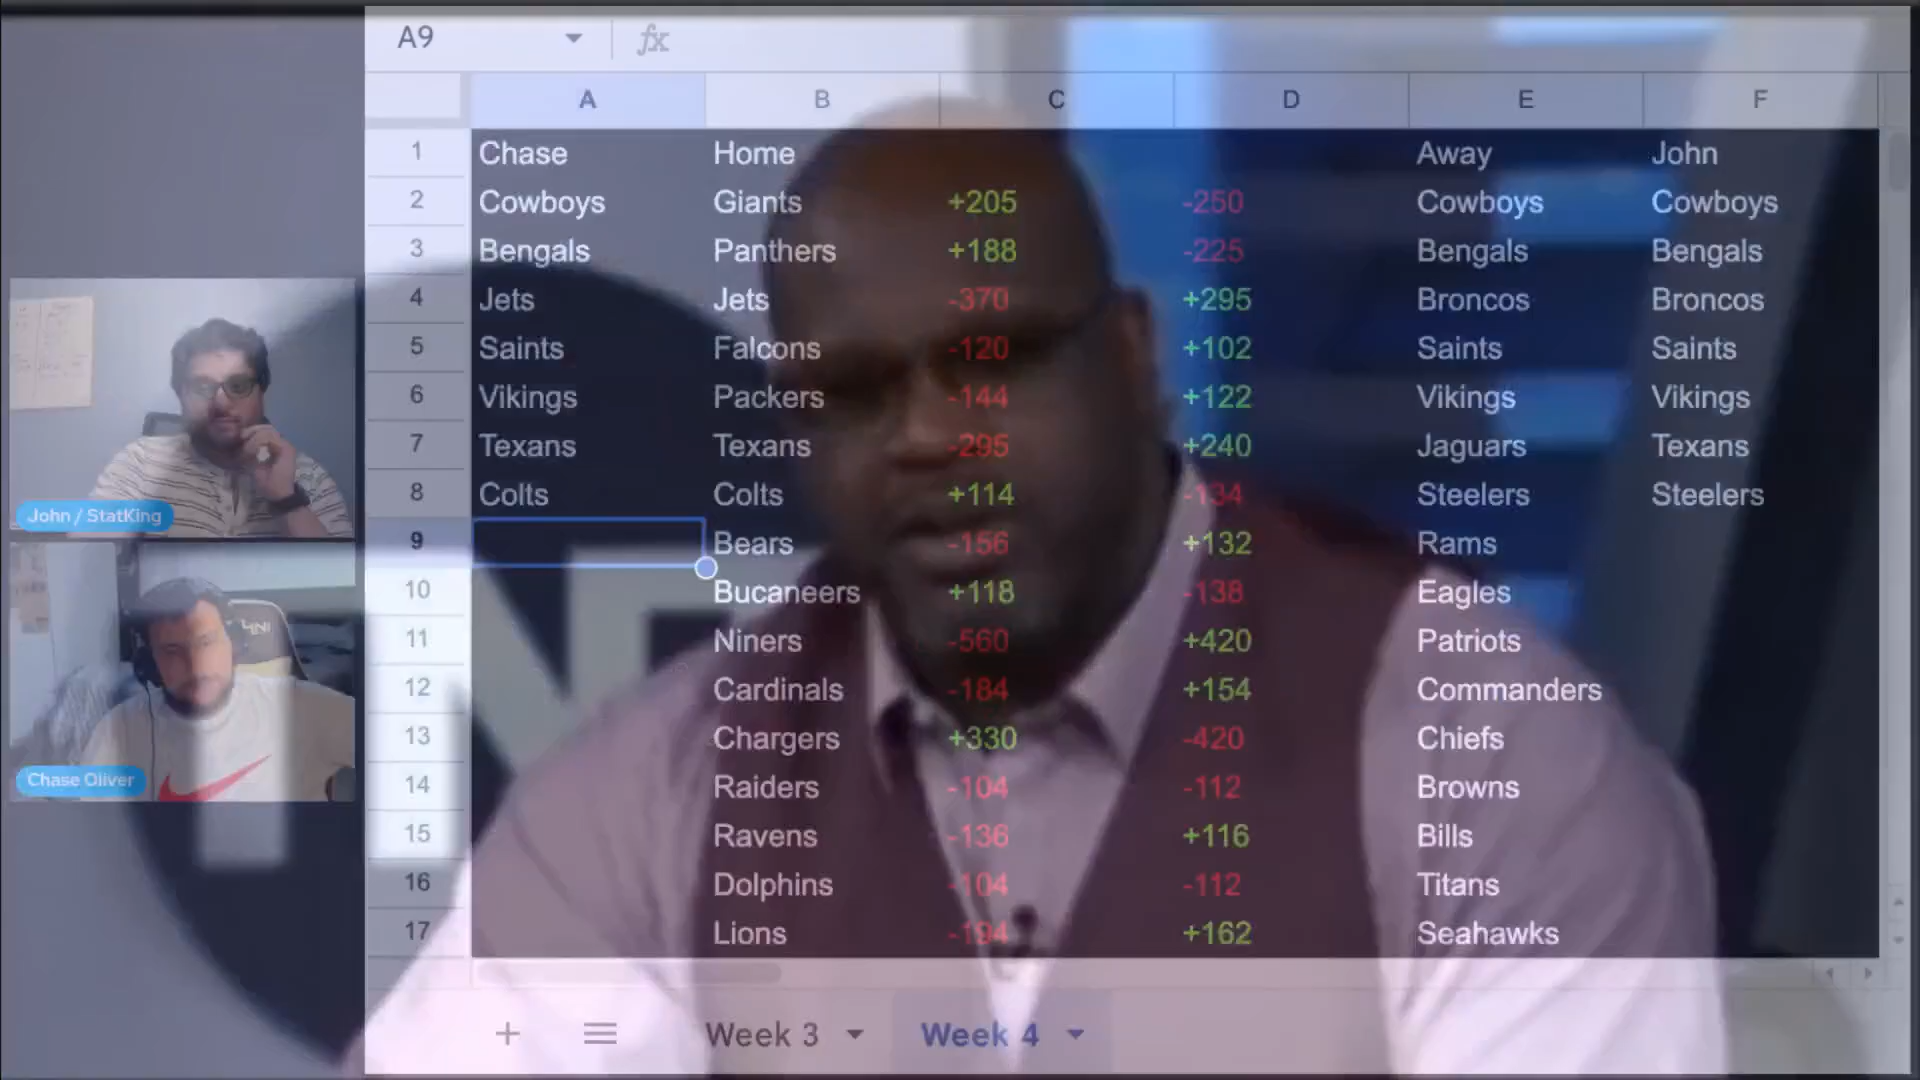 A9 fx
A B C D E F
1 Chase Home Away John
2 Cowboys Giants +205 -250 Cowboys Cowboys
3 Bengals Panthers +188 -225 Bengals Bengals
4 Jets Jets -370 +295 Broncos Broncos
5 Saints Falcons -120 +102 Saints Saints
6 Vikings Packers -144 +122 Vikings Vikings
7 Texans Texans -295 +240 Jaguars Texans
8 Colts Colts +114 -134 Steelers Steelers
9 Bears -156 +132 Rams
10 Bucaneers +118 -138 Eagles
11 Niners -560 +420 Patriots
12 Cardinals -184 +154 Commanders
13 Chargers +330 -420 Chiefs
14 Raiders -104 -112 Browns
15 Ravens -136 +116 Bills
16 Dolphins -104 -112 Titans
17 Lions -194 +162 Seahawks
Week 3 Week 4
John / StatKing
Chase Oliver